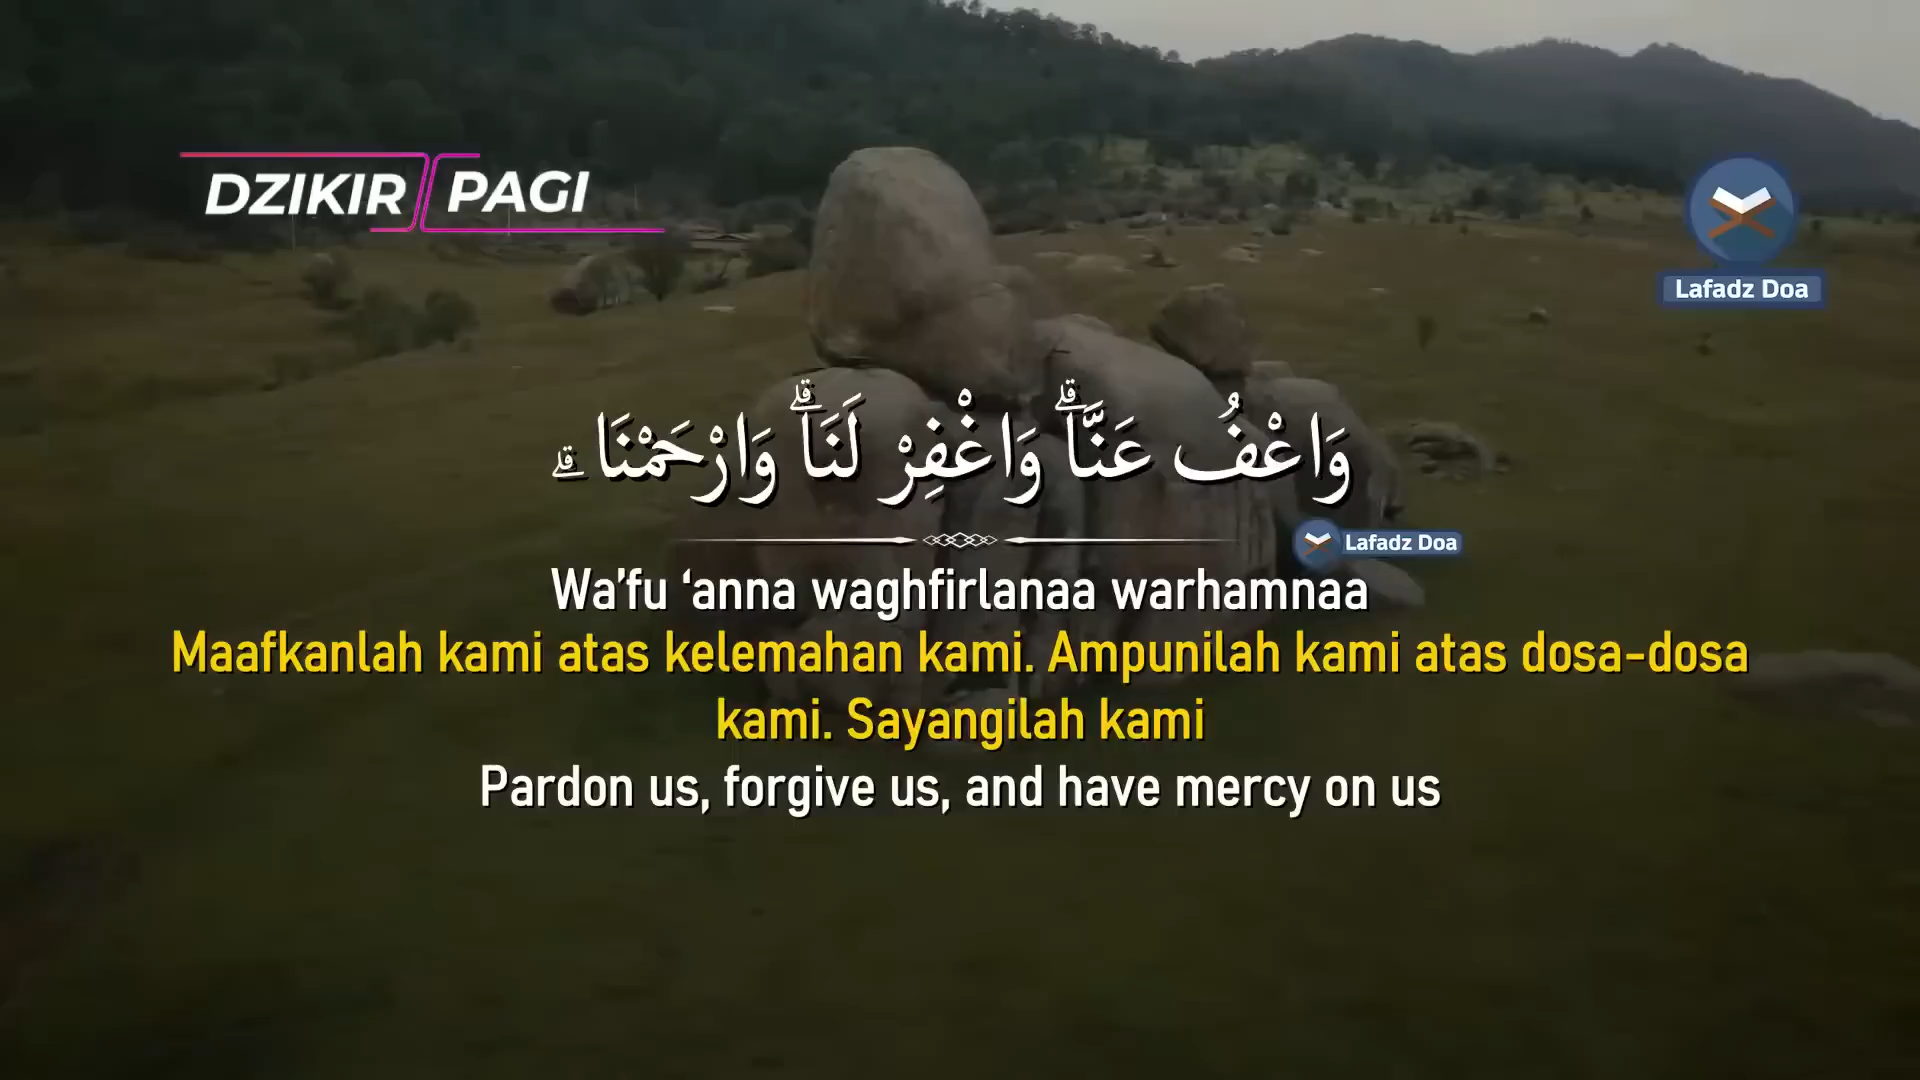 DZIKIR PAGI
Lafadz Doa
وَاعْفُ عَنَّاۗ وَاغْفِرْ لَنَاۗ وَارْحَمْنَاۗ
Lafadz Doa
Wa’fu ‘anna waghfirlanaa warhamnaa
Maafkanlah kami atas kelemahan kami. Ampunilah kami atas dosa-dosa
kami. Sayangilah kami
Pardon us, forgive us, and have mercy on us